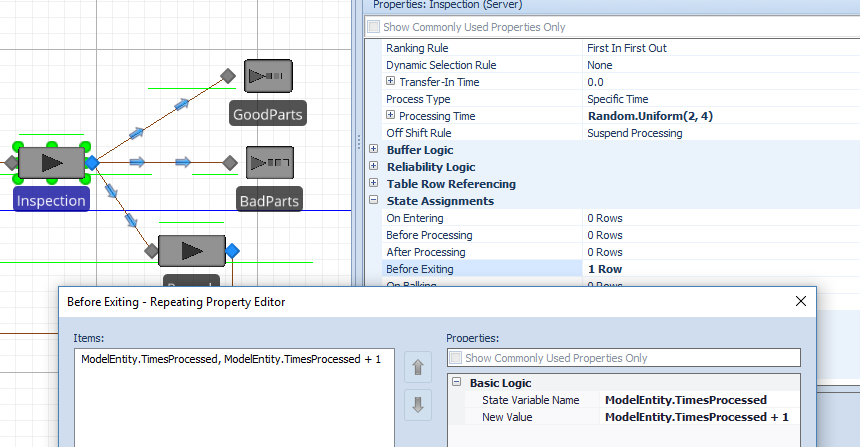 Properties: Inspection (Server)
Show Commonly Used Properties Only
Ranking Rule First In First Out
Dynamic Selection Rule None
Transfer-In Time 0.0
Process Type Specific Time
Processing Time Random.Uniform(2, 4)
Off Shift Rule Suspend Processing
Buffer Logic
Reliability Logic
Table Row Referencing
State Assignments
On Entering 0 Rows
Before Processing 0 Rows
After Processing 0 Rows
Before Exiting 1 Row
On Balking 0 Rows
GoodParts
Inspection
BadParts
Before Exiting - Repeating Property Editor
Items:
ModelEntity.TimesProcessed, ModelEntity.TimesProcessed + 1
Properties:
Show Commonly Used Properties Only
Basic Logic
State Variable Name ModelEntity.TimesProcessed
New Value ModelEntity.TimesProcessed + 1